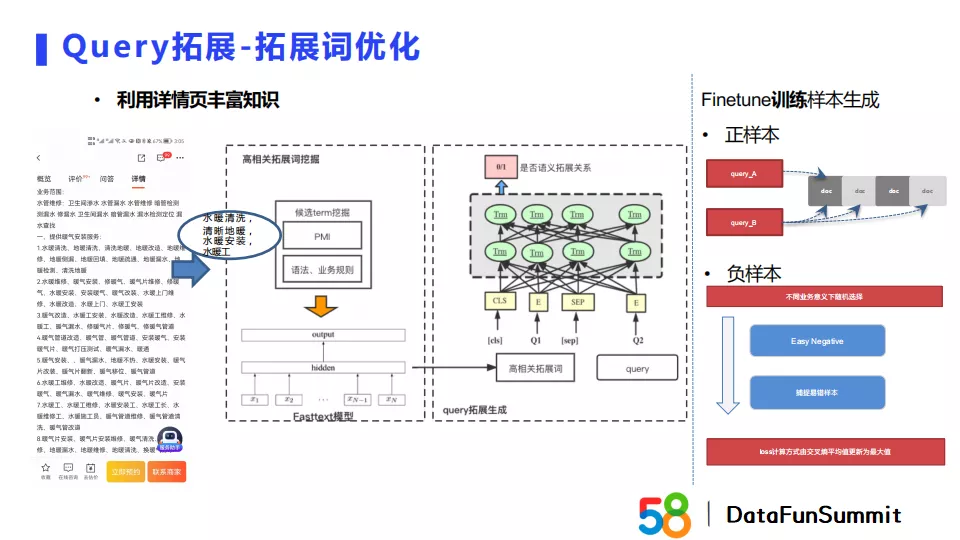 Query拓展-拓展词优化
• 利用详情页丰富知识
3:05
概览 评价 问答 详情
业务范围:
水管维修: 卫生间渗水 水管漏水 水管维修 暗管检测
测漏水 修漏水 卫生间漏水 暗管漏水 漏水检测定位 漏
水查找
一、提供暖气安装服务:
1.水暖清洗、地暖清洗、清洗地暖、地暖改造、地暖维
修、地暖侧漏、地暖回填、地暖疏通、地暖漏水、地
暖检测、清洗地暖
2.水暖维修、暖气安装、修暖气、暖气片维修、修暖
气、水暖安装、安装暖气、暖气改装、水暖上门维
修、水暖改造、水暖上门、水暖工安装
3.暖气改造、水暖工安装、水暖改造、水暖工维修、水
暖工、暖气漏水、修暖气片、修暖气、修暖气管道
4.暖气管道改造、暖气管、暖气管道、安装暖气、安装
暖气片、暖气打压测试、暖气漏水、暖通
5.暖气安装、、暖气漏水、地暖不热、水暖安装、暖气
片改装、暖气片翻新、暖气移位、暖气管道
6.水暖工维修、水暖改造、暖气片、暖气片改造、安装
暖气、暖气漏水、暖气维修、暖气安装、暖气片
7.水暖工、水暖工维修、水暖安装工、水暖工长、水
暖维修工、水暖施工员、暖气管道维修、暖气管道清
洗、暖气管改道
8.暖气片安装、暖气片安装维修、暖气清洗
修、地暖漏水、地暖维修、地暖清洗、换暖
服务助手
收藏 在线咨询 去估价 立即预约 联系商家
水暖清洗，
清晰地暖，
水暖安装，
水暖工
高相关拓展词挖掘
候选term挖掘
PMI
语法、业务规则
output
hidden
x1 x2 ... xN−1 xN
Fasttext模型
0/1 是否语义拓展关系
Trm Trm Trm Trm
Trm Trm Trm Trm
CLS E SEP E
[cls] Q1 [sep] Q2
高相关拓展词 query
query拓展生成
Finetune训练样本生成
• 正样本
query_A
doc doc doc doc
query_B
• 负样本
不同业务意义下随机选择
Easy Negative
捕捉易错样本
loss计算方式由交叉熵平均值更新为最大值
58 | DataFunSummit